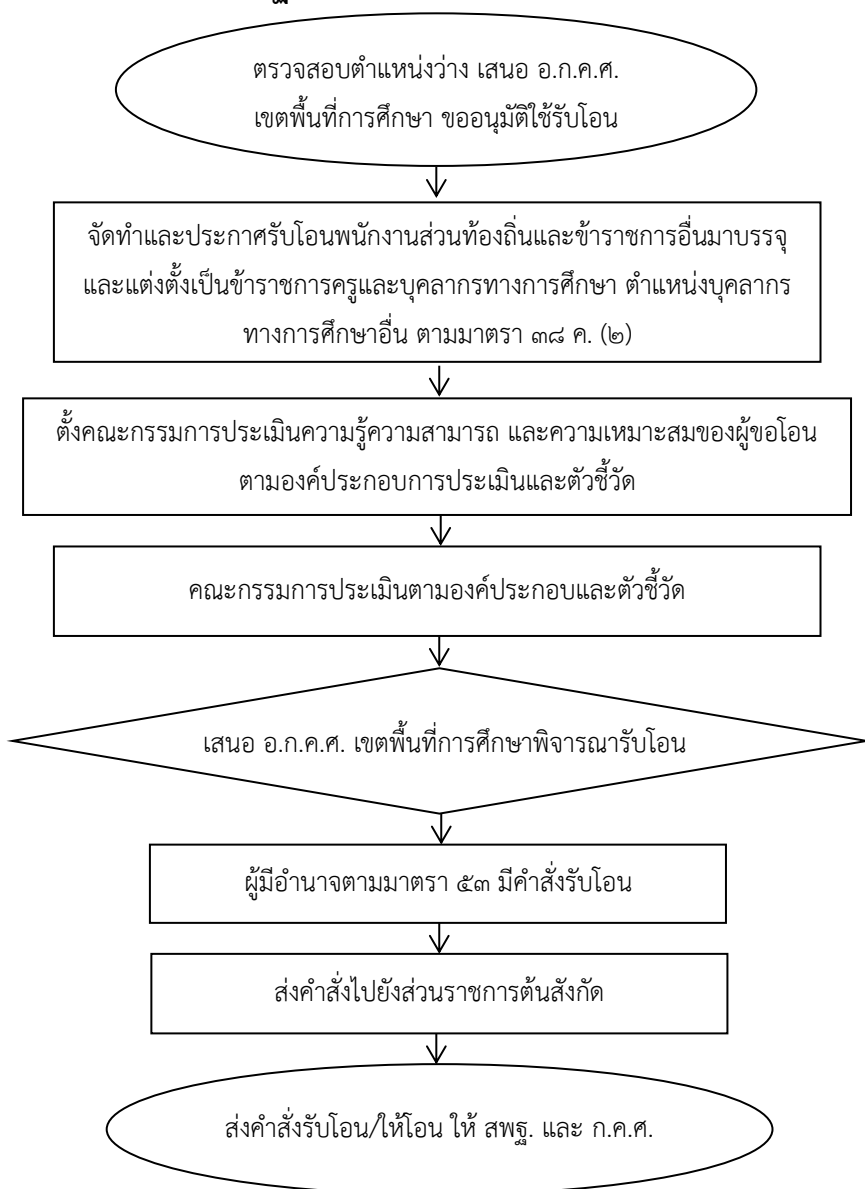 ตรวจสอบตำแหน่งว่าง เสนอ อ.ก.ค.ศ.
เขตพื้นที่การศึกษา ขออนุมัติใช้รับโอน
จัดทำและประกาศรับโอนพนักงานส่วนท้องถิ่นและข้าราชการอื่นมาบรรจุ
และแต่งตั้งเป็นข้าราชการครูและบุคลากรทางการศึกษา ตำแหน่งบุคลากร
ทางการศึกษาอื่น ตามมาตรา ๓๘ ค. (๒)
ตั้งคณะกรรมการประเมินความรู้ความสามารถ และความเหมาะสมของผู้ขอโอน
ตามองค์ประกอบการประเมินและตัวชี้วัด
คณะกรรมการประเมินตามองค์ประกอบและตัวชี้วัด
เสนอ อ.ก.ค.ศ. เขตพื้นที่การศึกษาพิจารณารับโอน
ผู้มีอำนาจตามมาตรา ๕๓ มีคำสั่งรับโอน
ส่งคำสั่งไปยังส่วนราชการต้นสังกัด
ส่งคำสั่งรับโอน/ให้โอน ให้ สพฐ. และ ก.ค.ศ.